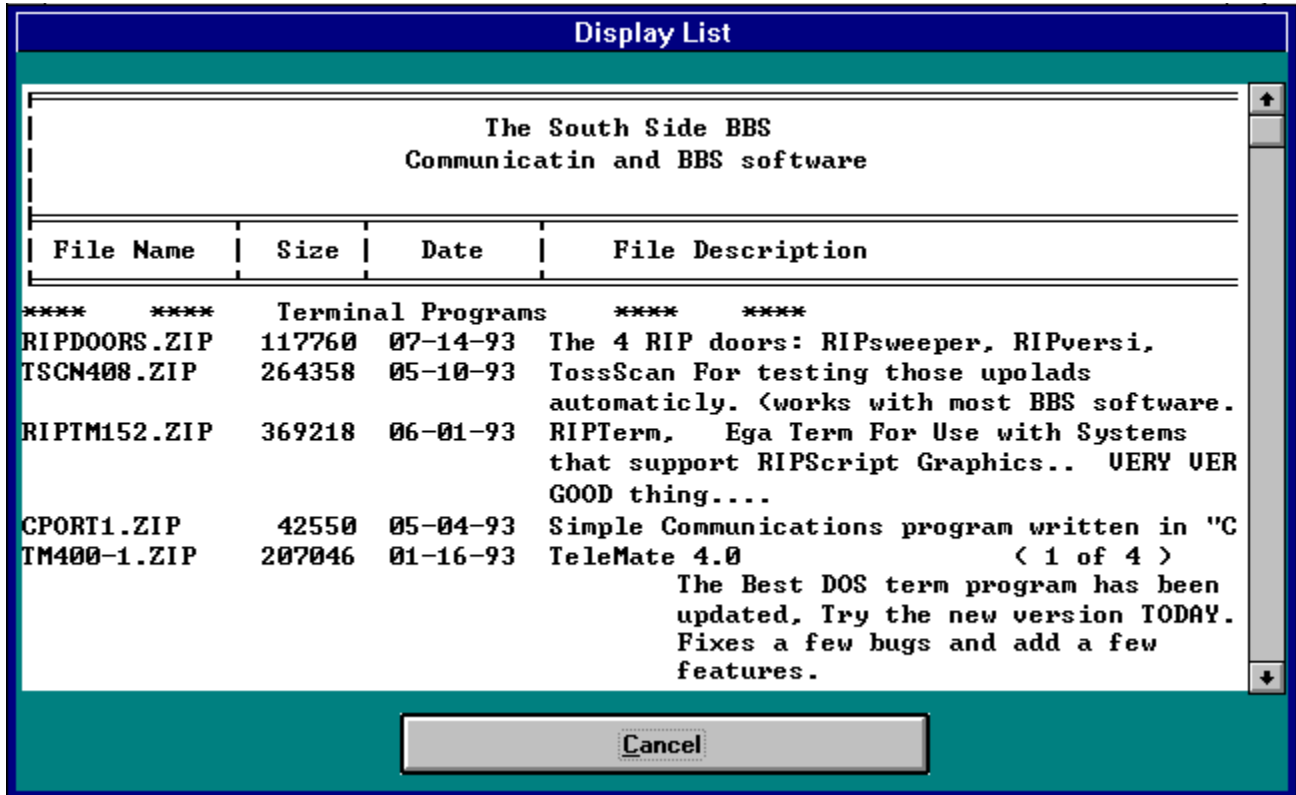 Display List
The South Side BBS
Communicatin and BBS software
File Name | Size | Date | File Description
**** **** Terminal Programs **** ****
RIPDOORS.ZIP 117760 07-14-93 The 4 RIP doors: RIPsweeper, RIPversi,
TSCN408.ZIP 264358 05-10-93 TossScan For testing those upolads
automaticly. (works with most BBS software.
RIPTM152.ZIP 369218 06-01-93 RIPTerm, Ega Term For Use with Systems
that support RIPScript Graphics.. VERY VER
GOOD thing....
CPORT1.ZIP 42550 05-04-93 Simple Communications program written in "C
TM400-1.ZIP 207046 01-16-93 TeleMate 4.0 ( 1 of 4 )
The Best DOS term program has been
updated, Try the new version TODAY.
Fixes a few bugs and add a few
features.
Cancel